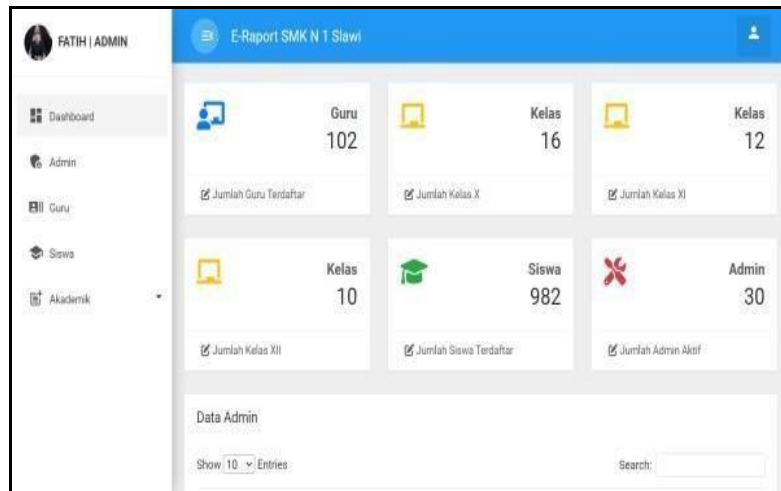 FATIH | ADMIN
E-Raport SMK N 1 Slawi
Dashboard
Admin
Guru
Siswa
Akademik
Guru
102
Jumlah Guru Terdaftar
Kelas
16
Jumlah Kelas X
Kelas
12
Jumlah Kelas XI
Kelas
10
Jumlah Kelas XII
Siswa
982
Jumlah Siswa Terdaftar
Admin
30
Jumlah Admin Aktif
Data Admin
Show 10 Entries
Search: